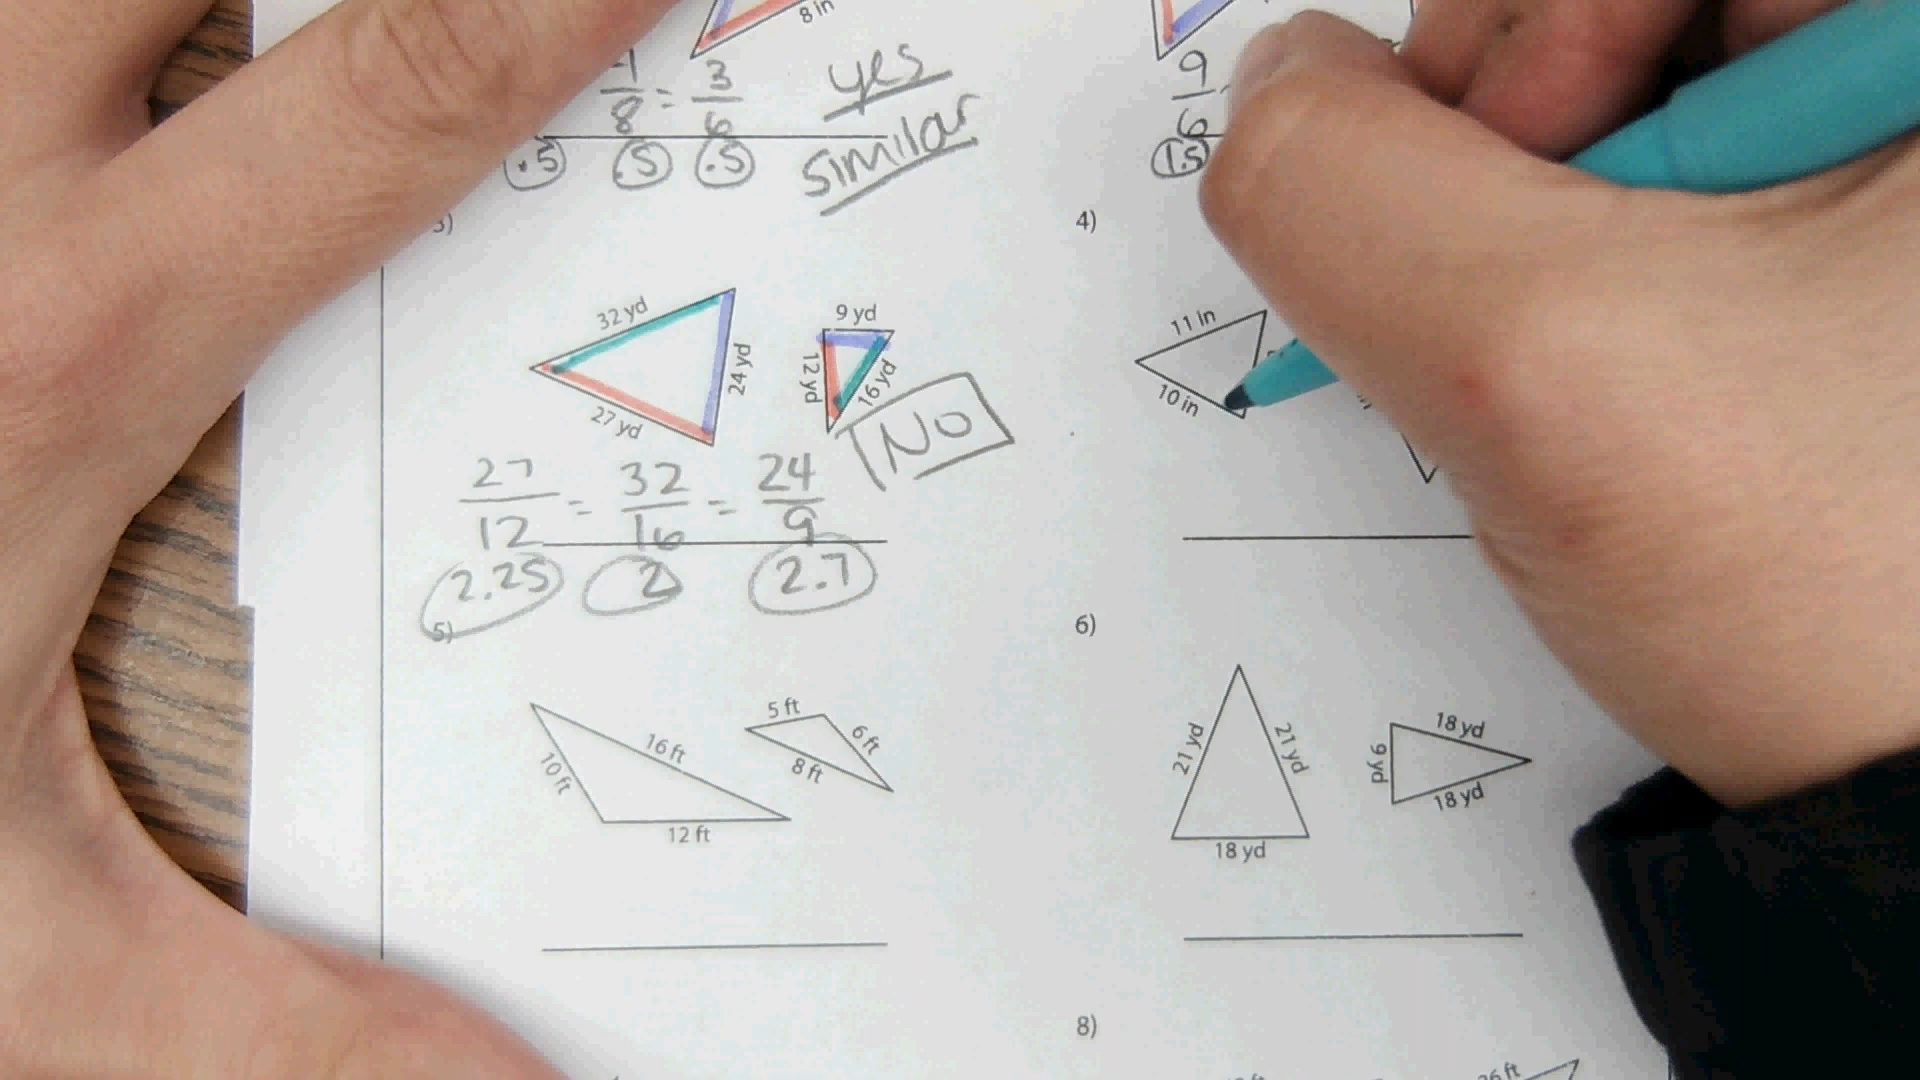 8 in
8 = 3/6
yes
similar
.5 .5 .5
9/6
1.5
3)
32 yd
24 yd
27 yd
9 yd
12 yd
16 yd
NO
27/12 = 32/16 = 24/9
2.25 2 2.7
4)
11 in
10 in
5)
10 ft
16 ft
12 ft
5 ft
6 ft
8 ft
6)
21 yd
21 yd
18 yd
9 yd
18 yd
18 yd
8)